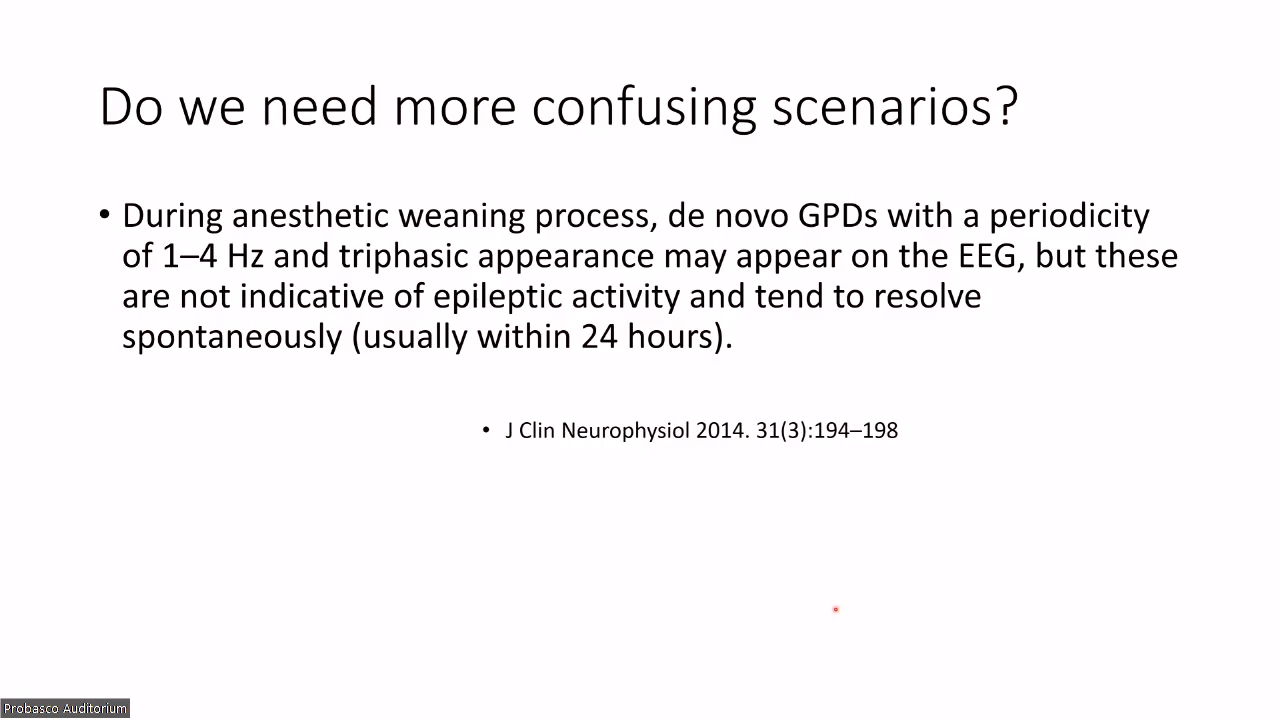 Do we need more confusing scenarios?
• During anesthetic weaning process, de novo GPDs with a periodicity
of 1–4 Hz and triphasic appearance may appear on the EEG, but these
are not indicative of epileptic activity and tend to resolve
spontaneously (usually within 24 hours).
• J Clin Neurophysiol 2014. 31(3):194–198
Probasco Auditorium